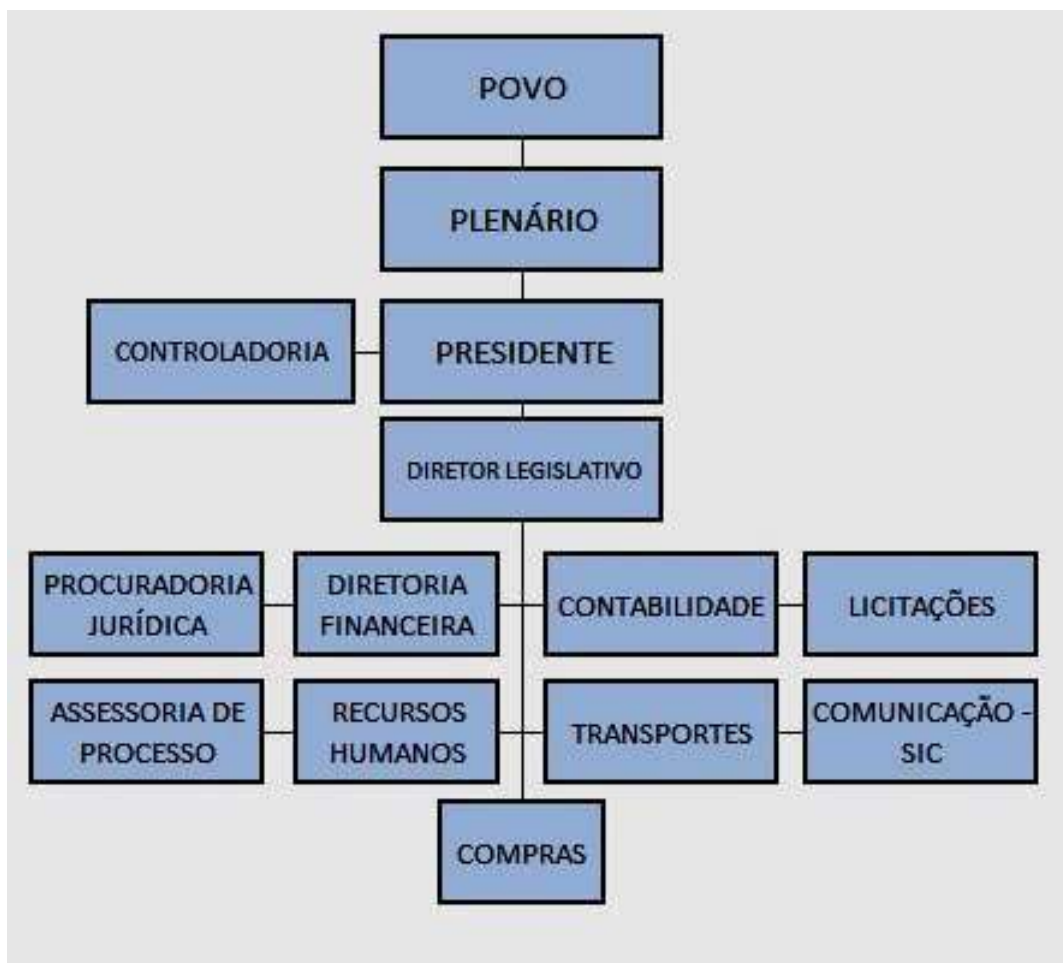 POVO
PLENÁRIO
CONTROLADORIA
PRESIDENTE
DIRETOR LEGISLATIVO
PROCURADORIA
JURÍDICA
DIRETORIA
FINANCEIRA
CONTABILIDADE
LICITAÇÕES
ASSESSORIA DE
PROCESSO
RECURSOS
HUMANOS
TRANSPORTES
COMUNICAÇÃO -
SIC
COMPRAS